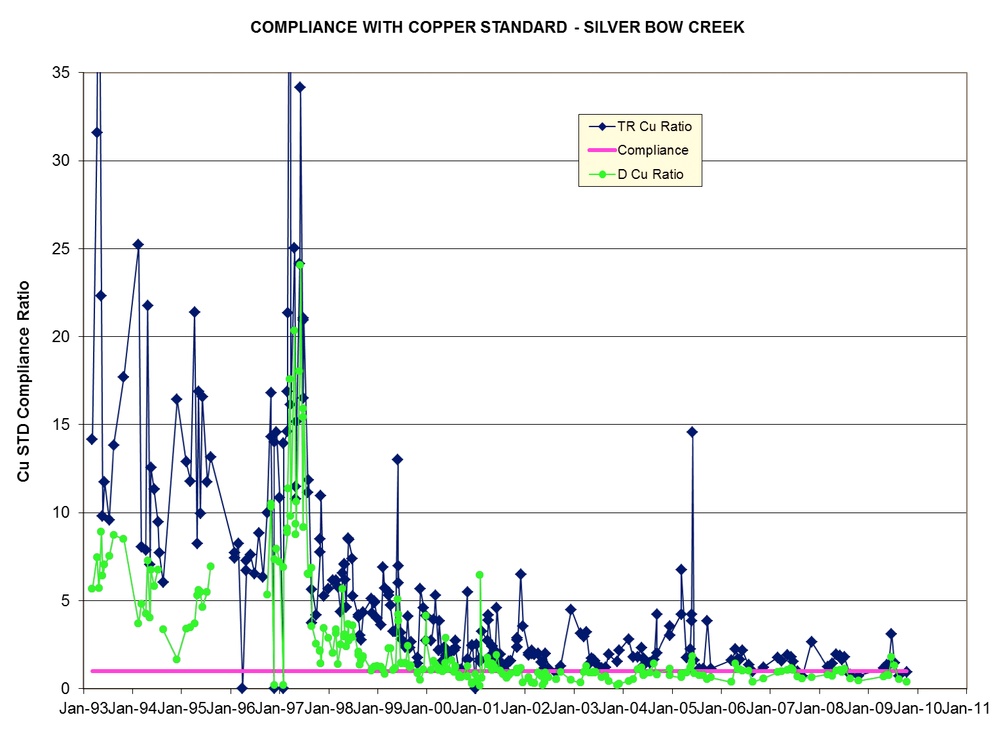 COMPLIANCE WITH COPPER STANDARD - SILVER BOW CREEK
35
30
25
20
15
10
5
0
Cu STD Compliance Ratio
TR Cu Ratio
Compliance
D Cu Ratio
Jan-93 Jan-94 Jan-95 Jan-96 Jan-97 Jan-98 Jan-99 Jan-00 Jan-01 Jan-02 Jan-03 Jan-04 Jan-05 Jan-06 Jan-07 Jan-08 Jan-09 Jan-10 Jan-11